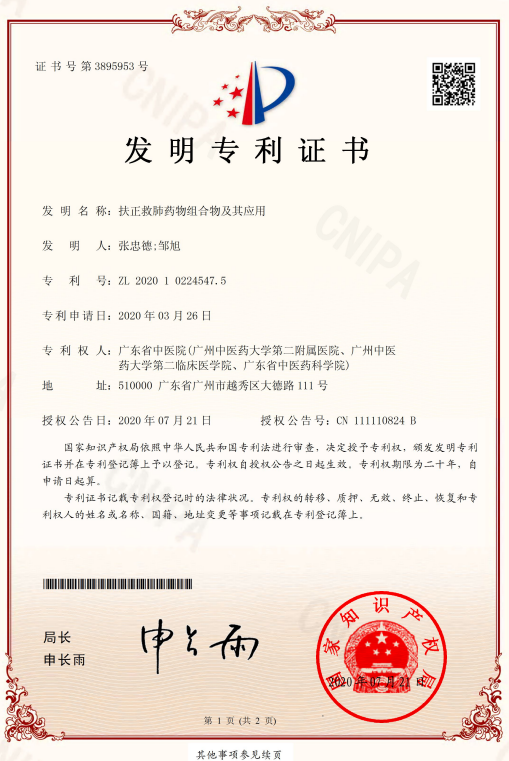 证书号第3895953号
发明专利证书
发明名称：扶正救肺药物组合物及其应用
发明人：张忠德;邹旭
专利号：ZL 2020 1 0224547.5
专利申请日：2020年03月26日
专利权人：广东省中医院(广州中医药大学第二附属医院、广州中医
药大学第二临床医学院、广东省中医药科学院)
地址：510000 广东省广州市越秀区大德路111号
授权公告日：2020年07月21日 授权公告号：CN 111110824 B
国家知识产权局依照中华人民共和国专利法进行审查，决定授予专利权，颁发发明专利
证书并在专利登记簿上予以登记。专利权自授权公告之日起生效。专利权期限为二十年，自
申请日起算。
专利证书记载专利权登记时的法律状况。专利权的转移、质押、无效、终止、恢复和专
利权人的姓名或名称、国籍、地址变更等事项记载在专利登记簿上。
局长
申长雨
申长雨
国家知识产权局
2020年07月21日
第 1 页 (共 2 页)
其他事项参见续页
CNIPA
CNIPA
CNIPA